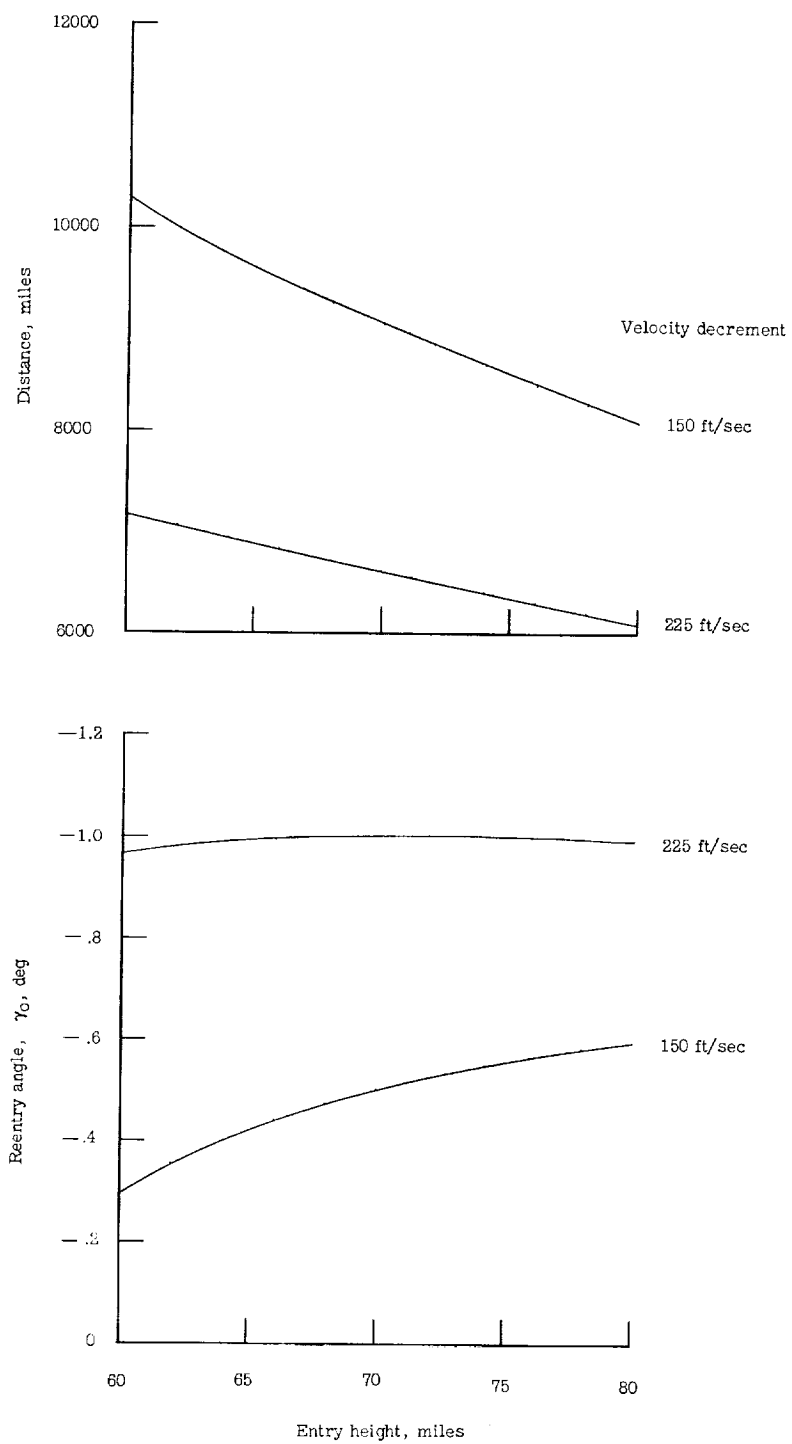 12000
10000
Distance, miles
Velocity decrement
8000
150 ft/sec
6000
225 ft/sec
—1.2
—1.0
225 ft/sec
— .8
Reentry angle, γ₀, deg
— .6
150 ft/sec
— .4
— .2
0
60 65 70 75 80
Entry height, miles